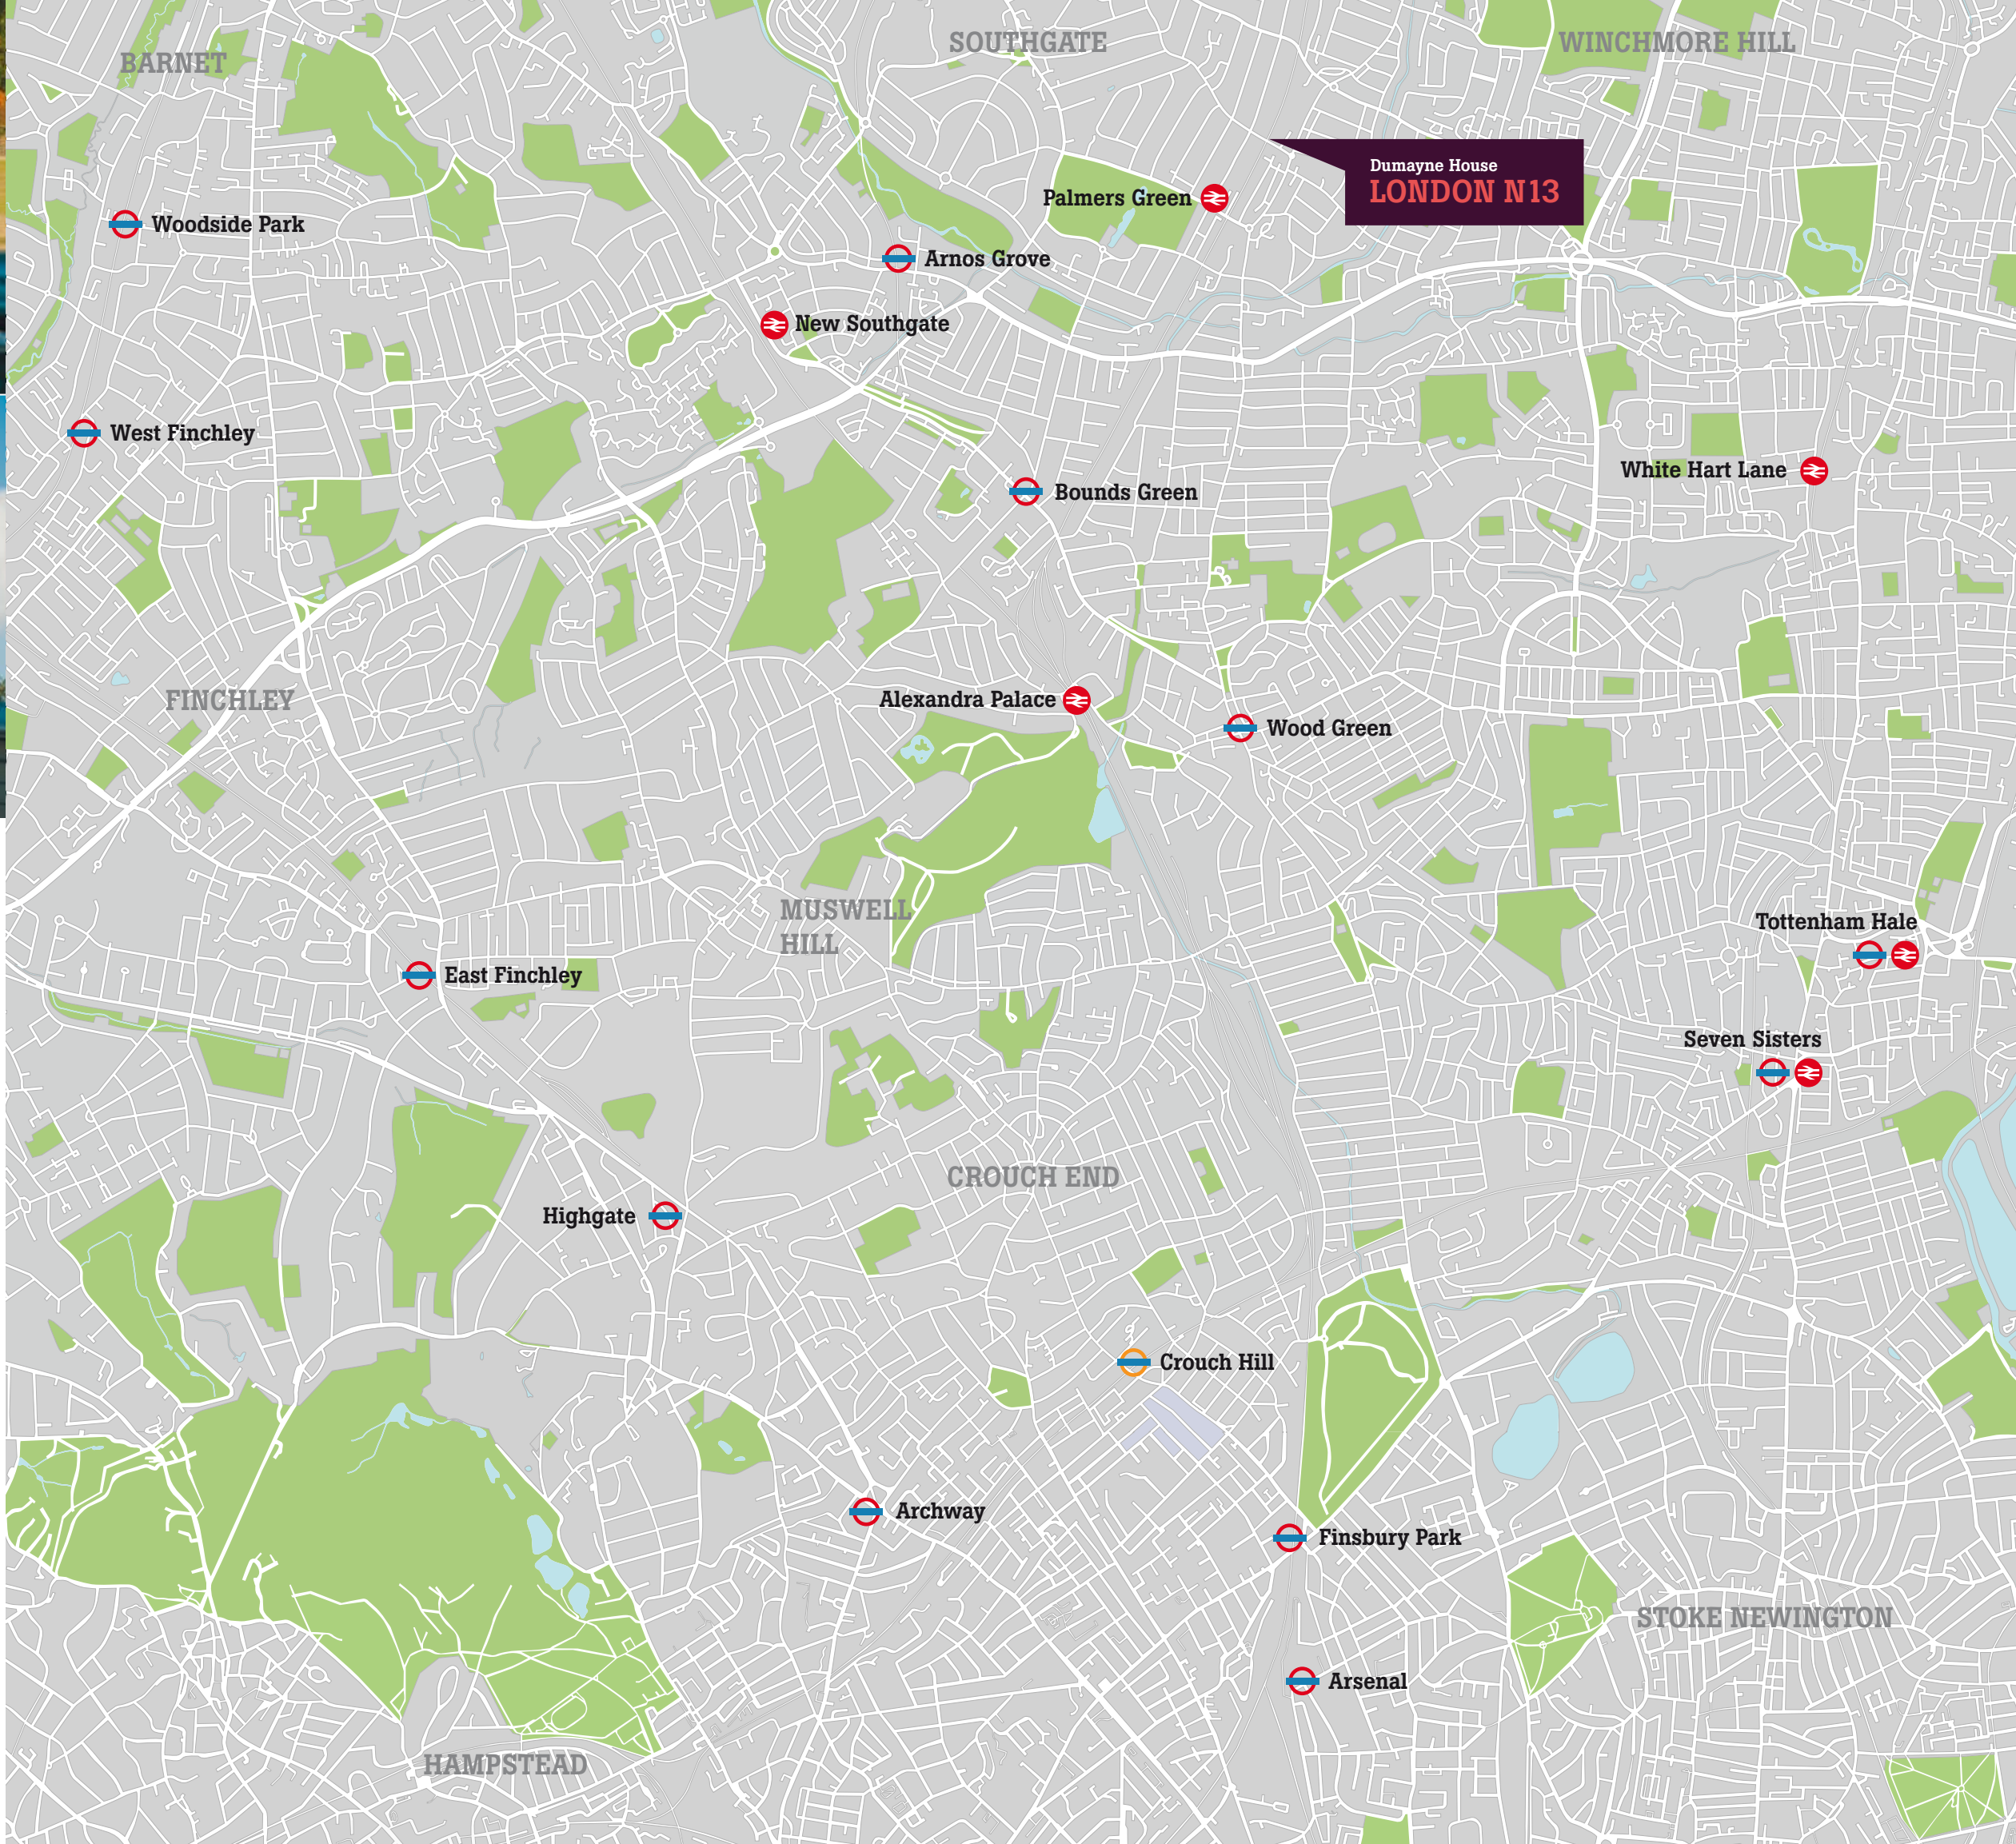 BARNET
SOUTHGATE
WINCHMORE HILL
Dumayne House
LONDON N13
Palmers Green
Woodside Park
Arnos Grove
New Southgate
West Finchley
White Hart Lane
Bounds Green
FINCHLEY
Alexandra Palace
Wood Green
MUSWELL
HILL
Tottenham Hale
East Finchley
Seven Sisters
CROUCH END
Highgate
Crouch Hill
Archway
Finsbury Park
STOKE NEWINGTON
Arsenal
HAMPSTEAD